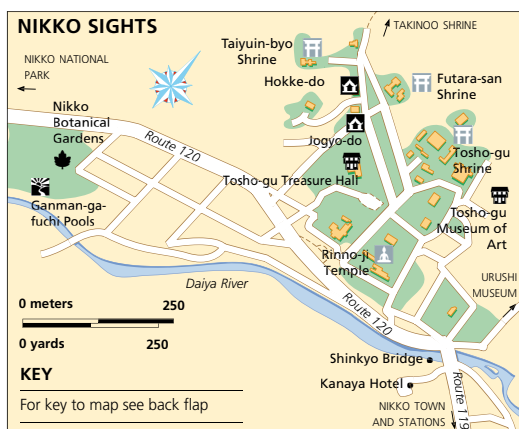 NIKKO SIGHTS
TAKINOO SHRINE
Taiyuin-byo
Shrine
NIKKO NATIONAL
PARK
Hokke-do
Futara-san
Shrine
Nikko
Botanical
Gardens
Route 120
Jogyo-do
Tosho-gu
Shrine
Tosho-gu Treasure Hall
Ganman-ga-
fuchi Pools
Tosho-gu
Museum of
Art
Rinno-ji
Temple
URUSHI
MUSEUM
Daiya River
0 meters 250
0 yards 250
Route 120
Shinkyo Bridge
KEY
Kanaya Hotel
Route 119
For key to map see back flap
NIKKO TOWN
AND STATIONS